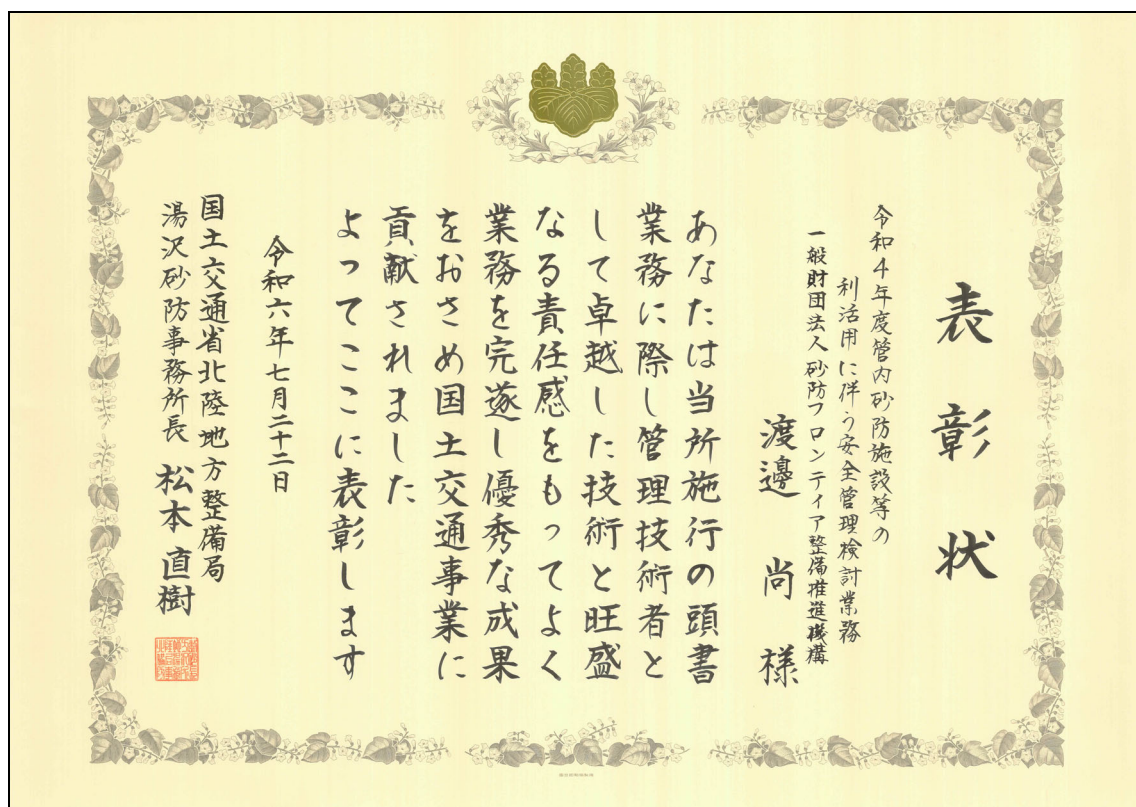 表彰状
令和4年度管内砂防施設等の
利活用に伴う安全管理検討業務
一般財団法人砂防フロンティア整備推進機構
渡邊 尚 様
あなたは当所施行の頭書
業務に際し管理技術者と
して卓越した技術と旺盛
なる責任感をもってよく
業務を完遂し優秀な成果
をおさめ国土交通事業に
貢献されました
よってここに表彰します
令和六年七月二十二日
国土交通省北陸地方整備局
湯沢砂防事務所長 松本直樹